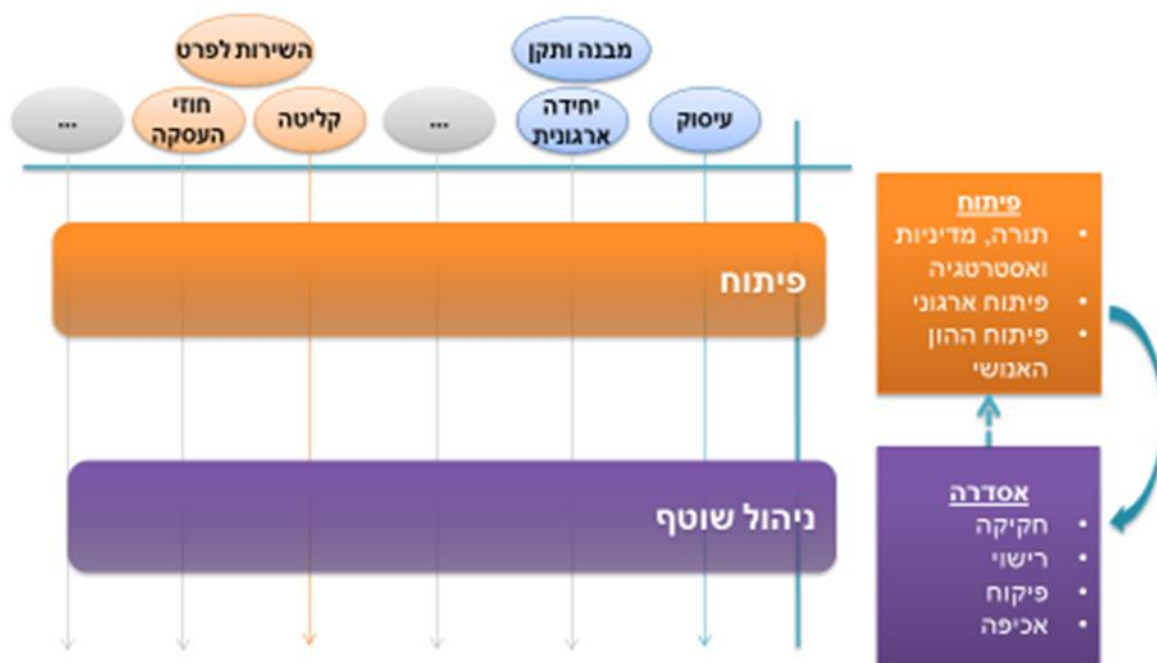 מבנה ותקן
השירות לפרט
עיסוק
יחידה
ארגונית
...
קליטה
חוזי
העסקה
...
פיתוח
ניהול שוטף
פיתוח
• תורה, מדיניות
ואסטרטגיה
• פיתוח ארגוני
• פיתוח ההון
האנושי
אסדרה
• חקיקה
• רישוי
• פיקוח
• אכיפה